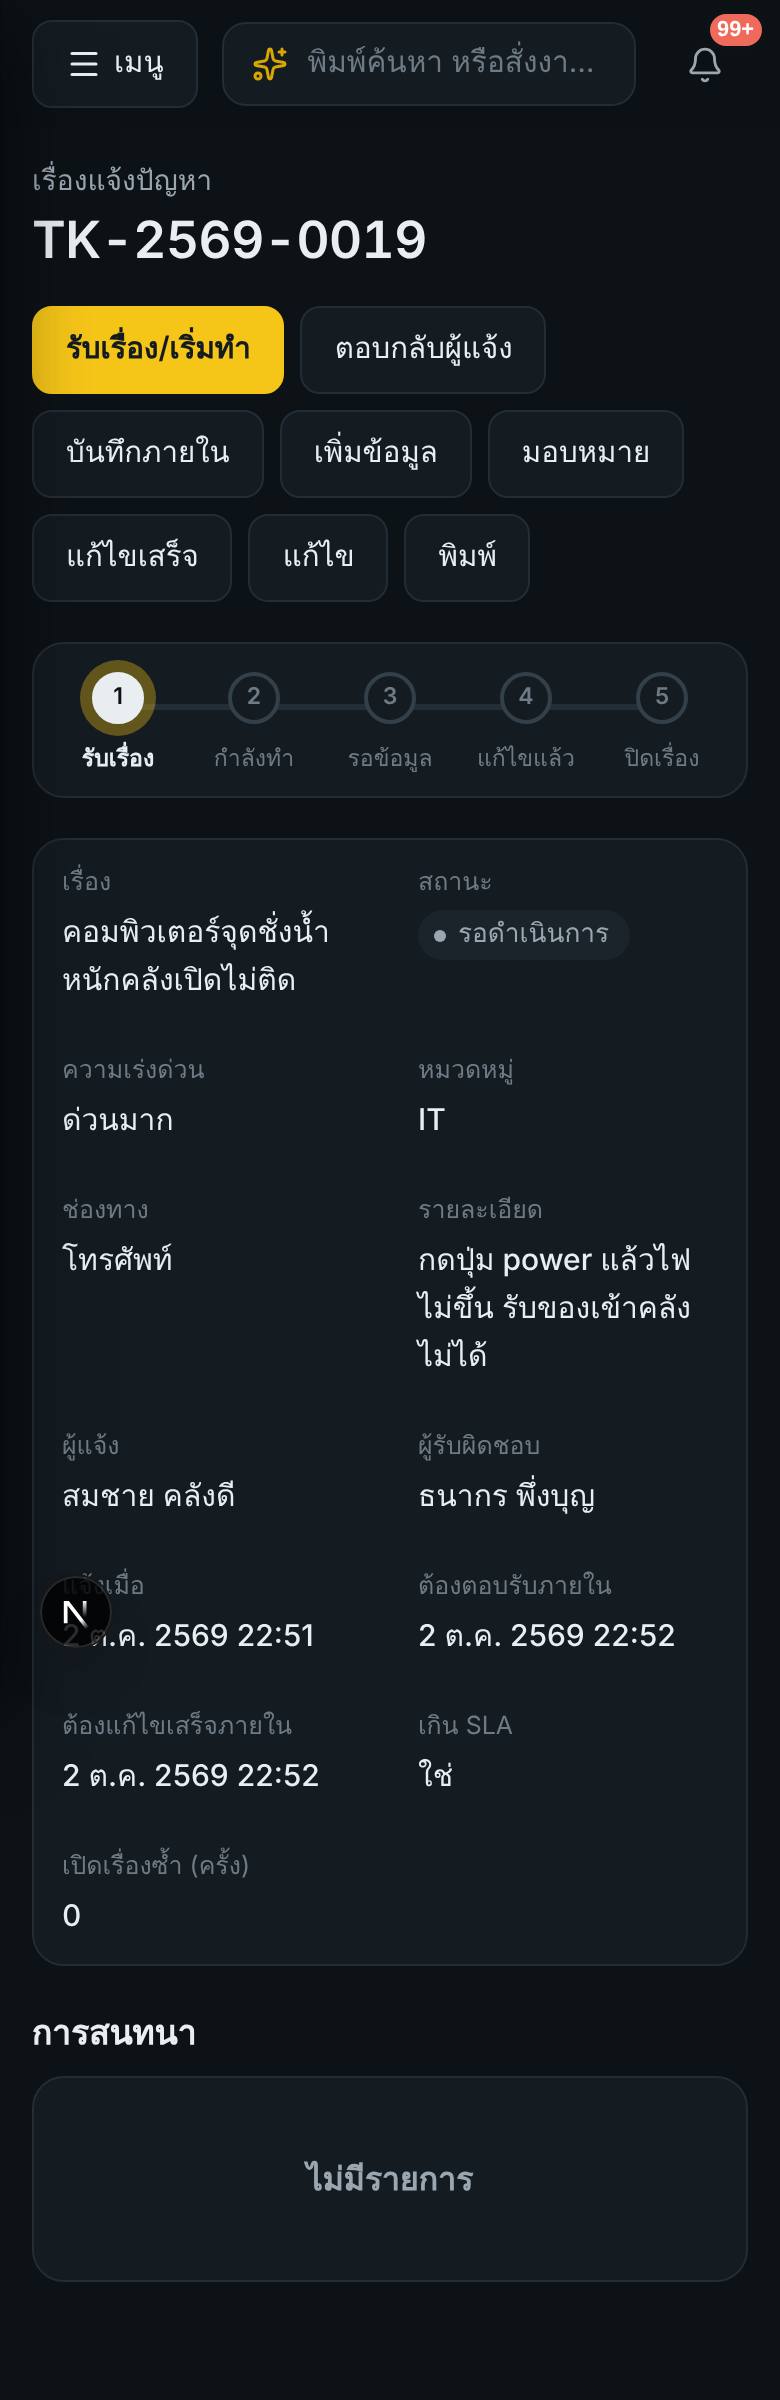 เมนู
พิมพ์ค้นหา หรือสั่งงา...
99+
เรื่องแจ้งปัญหา
TK-2569-0019
รับเรื่อง/เริ่มทำ
ตอบกลับผู้แจ้ง
บันทึกภายใน
เพิ่มข้อมูล
มอบหมาย
แก้ไขเสร็จ
แก้ไข
พิมพ์
1
2
3
4
5
รับเรื่อง
กำลังทำ
รอข้อมูล
แก้ไขแล้ว
ปิดเรื่อง
เรื่อง
คอมพิวเตอร์จุดชั่งน้ำ
หนักคลังเปิดไม่ติด
สถานะ
รอดำเนินการ
ความเร่งด่วน
ด่วนมาก
หมวดหมู่
IT
ช่องทาง
โทรศัพท์
รายละเอียด
กดปุ่ม power แล้วไฟ
ไม่ขึ้น รับของเข้าคลัง
ไม่ได้
ผู้แจ้ง
สมชาย คลังดี
ผู้รับผิดชอบ
ธนากร พึ่งบุญ
แจ้งเมื่อ
2 ต.ค. 2569 22:51
N
ต้องตอบรับภายใน
2 ต.ค. 2569 22:52
ต้องแก้ไขเสร็จภายใน
2 ต.ค. 2569 22:52
เกิน SLA
ใช่
เปิดเรื่องซ้ำ (ครั้ง)
0
การสนทนา
ไม่มีรายการ